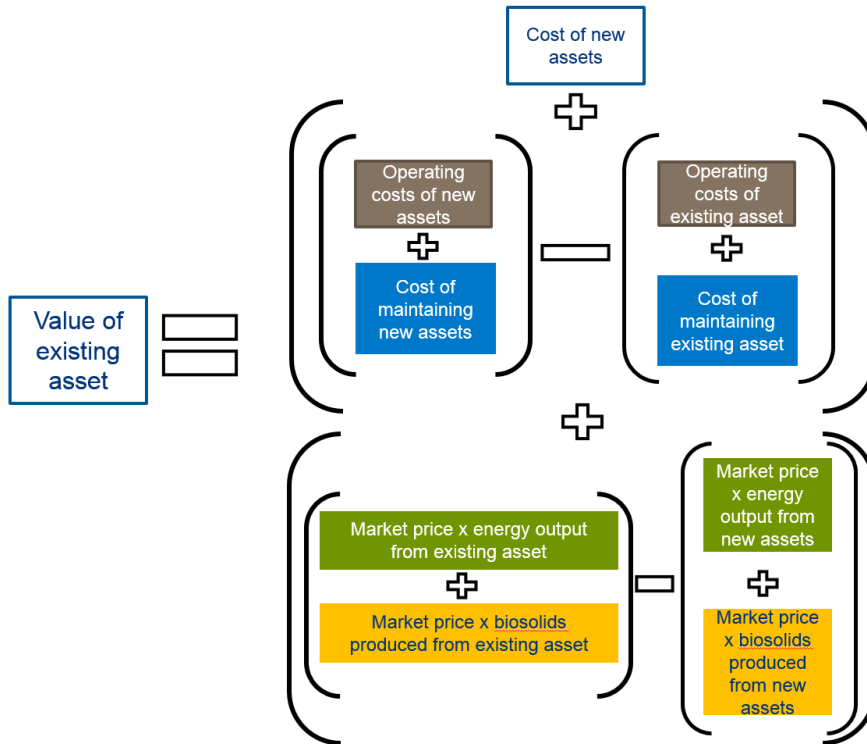 Cost of new
assets
Operating
costs of new
assets
Operating
costs of
existing asset
Cost of
maintaining
new assets
Cost of
maintaining
existing asset
Value of
existing
asset
Market price x energy output
from existing asset
Market price
x energy
output from
new assets
Market price x biosolids
produced from existing asset
Market price
x biosolids
produced
from new
assets